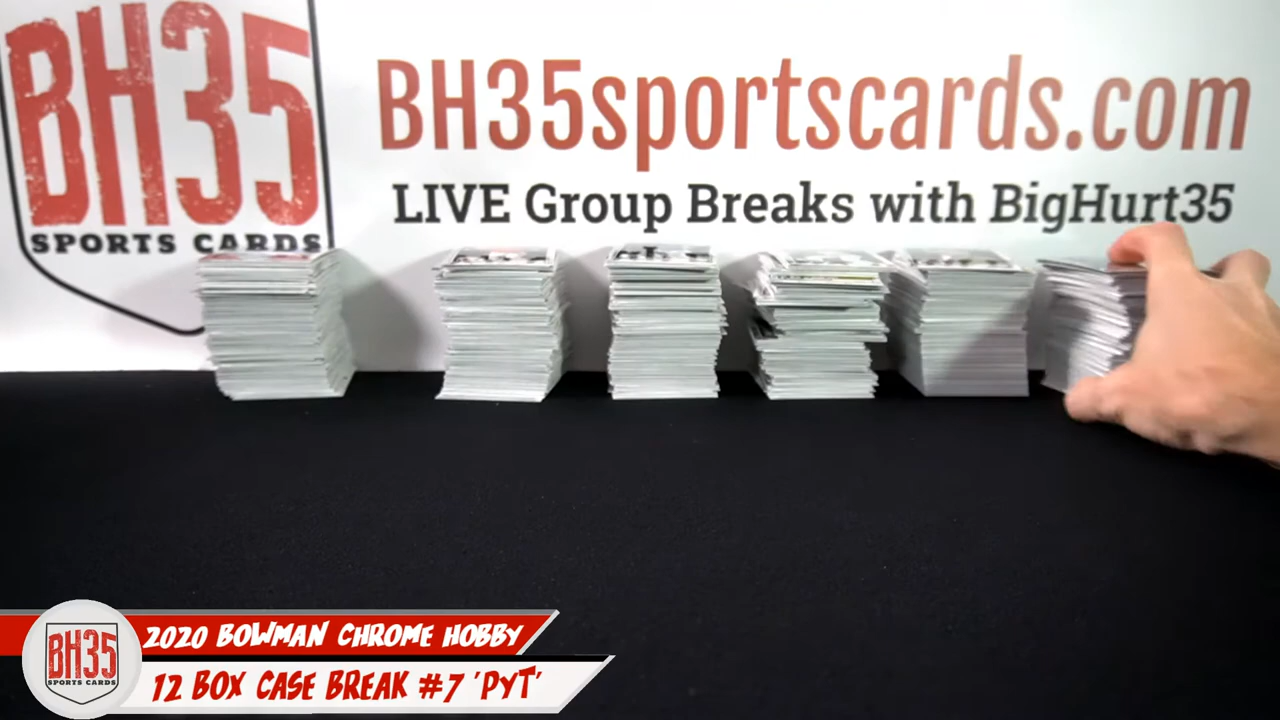 BH35
SPORTS CARDS
BH35sportscards.com
LIVE Group Breaks with BigHurt35
2020 BOWMAN CHROME HOBBY
12 BOX CASE BREAK #7 'PYT'
BH35
SPORTS CARDS